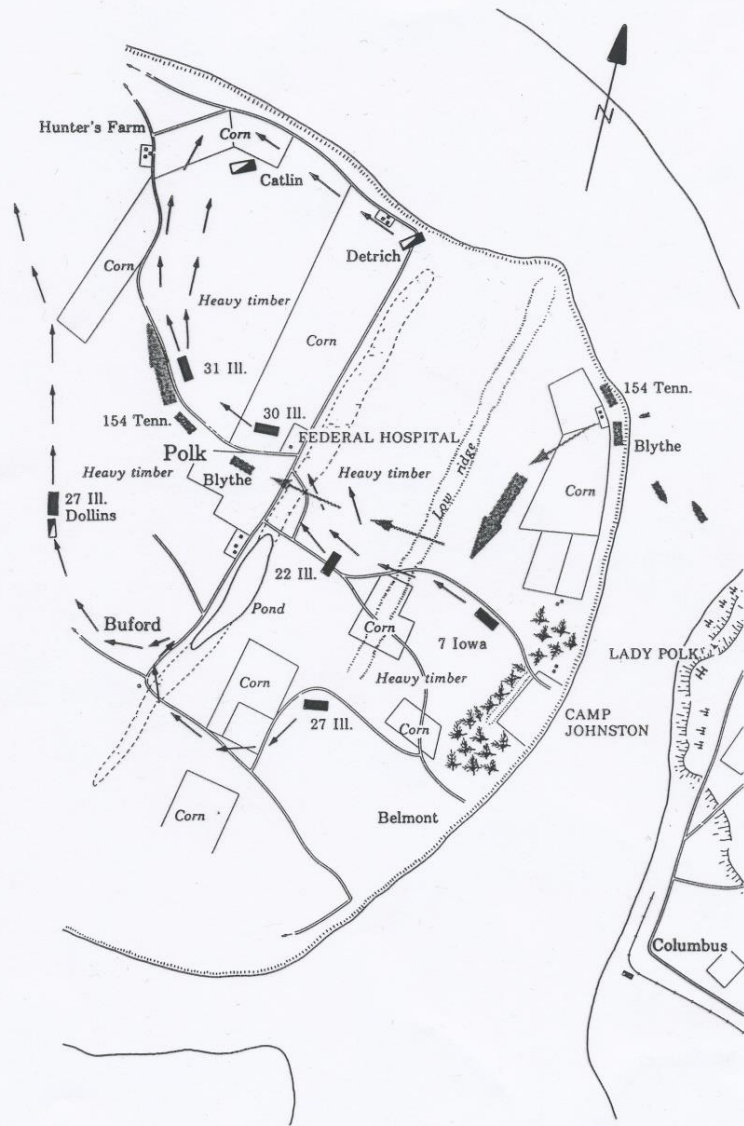 N
Hunter's Farm
Corn
Catlin
Detrich
Corn
Heavy timber
Corn
31 Ill.
154 Tenn.
154 Tenn.
30 Ill.
Polk
FEDERAL HOSPITAL
Blythe
Blythe
Heavy timber
Heavy timber
Low ridge
Corn
27 Ill.
Dollins
22 Ill.
Buford
Pond
Corn
7 Iowa
LADY POLK
Heavy timber
Corn
27 Ill.
Corn
CAMP
JOHNSTON
Corn
Belmont
Columbus